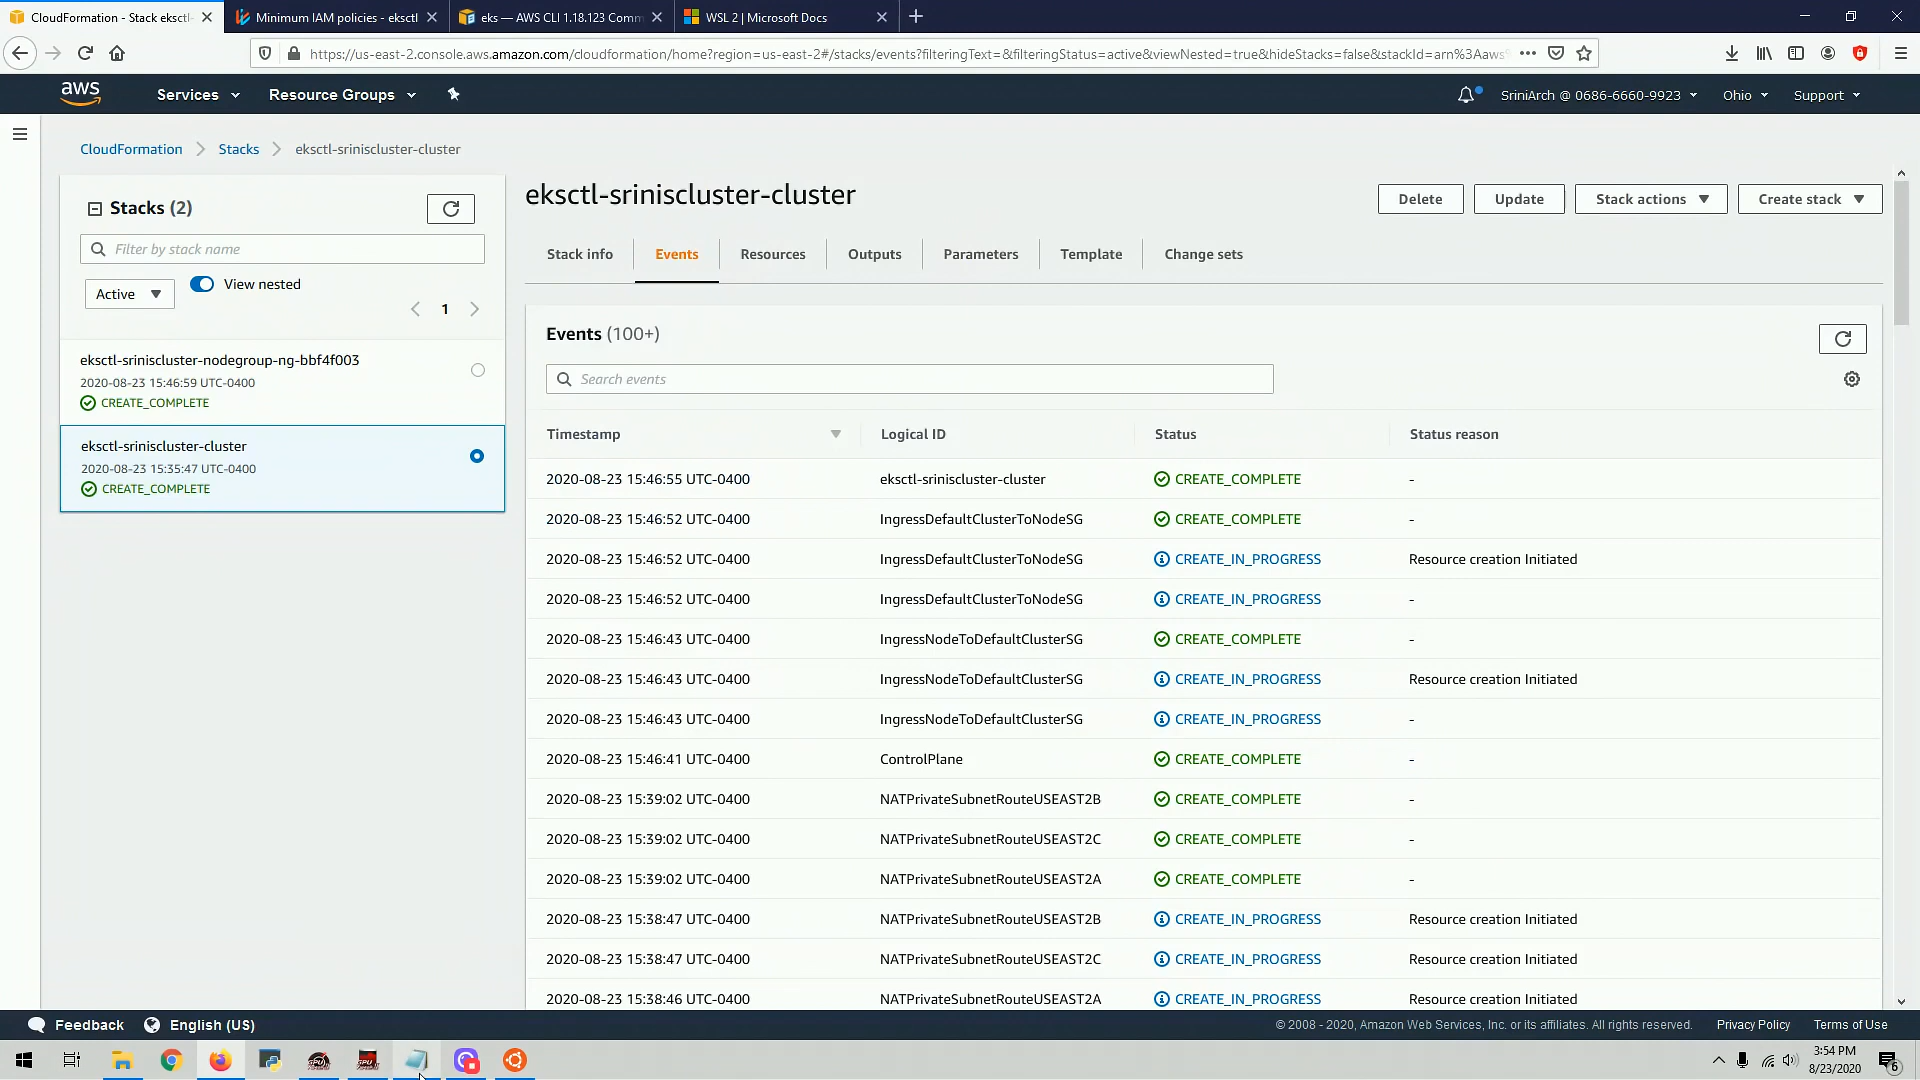 CloudFormation - Stack eksctl-
Minimum IAM policies - eksctl
eks — AWS CLI 1.18.123 Comm
WSL 2 | Microsoft Docs
https://us-east-2.console.aws.amazon.com/cloudformation/home?region=us-east-2#/stacks/events?filteringText=&filteringStatus=active&viewNested=true&hideStacks=false&stackId=arn%3Aaws%
aws
Services
Resource Groups
SriniArch @ 0686-6660-9923
Ohio
Support
CloudFormation
Stacks
eksctl-sriniscluster-cluster
Stacks (2)
Filter by stack name
Active
View nested
1
eksctl-sriniscluster-nodegroup-ng-bbf4f003
2020-08-23 15:46:59 UTC-0400
CREATE_COMPLETE
eksctl-sriniscluster-cluster
2020-08-23 15:35:47 UTC-0400
CREATE_COMPLETE
eksctl-sriniscluster-cluster
Delete
Update
Stack actions
Create stack
Stack info
Events
Resources
Outputs
Parameters
Template
Change sets
Events (100+)
Search events
Timestamp Logical ID Status Status reason
2020-08-23 15:46:55 UTC-0400 eksctl-sriniscluster-cluster CREATE_COMPLETE -
2020-08-23 15:46:52 UTC-0400 IngressDefaultClusterToNodeSG CREATE_COMPLETE -
2020-08-23 15:46:52 UTC-0400 IngressDefaultClusterToNodeSG CREATE_IN_PROGRESS Resource creation Initiated
2020-08-23 15:46:52 UTC-0400 IngressDefaultClusterToNodeSG CREATE_IN_PROGRESS -
2020-08-23 15:46:43 UTC-0400 IngressNodeToDefaultClusterSG CREATE_COMPLETE -
2020-08-23 15:46:43 UTC-0400 IngressNodeToDefaultClusterSG CREATE_IN_PROGRESS Resource creation Initiated
2020-08-23 15:46:43 UTC-0400 IngressNodeToDefaultClusterSG CREATE_IN_PROGRESS -
2020-08-23 15:46:41 UTC-0400 ControlPlane CREATE_COMPLETE -
2020-08-23 15:39:02 UTC-0400 NATPrivateSubnetRouteUSEAST2B CREATE_COMPLETE -
2020-08-23 15:39:02 UTC-0400 NATPrivateSubnetRouteUSEAST2C CREATE_COMPLETE -
2020-08-23 15:39:02 UTC-0400 NATPrivateSubnetRouteUSEAST2A CREATE_COMPLETE -
2020-08-23 15:38:47 UTC-0400 NATPrivateSubnetRouteUSEAST2B CREATE_IN_PROGRESS Resource creation Initiated
2020-08-23 15:38:47 UTC-0400 NATPrivateSubnetRouteUSEAST2C CREATE_IN_PROGRESS Resource creation Initiated
2020-08-23 15:38:46 UTC-0400 NATPrivateSubnetRouteUSEAST2A CREATE_IN_PROGRESS Resource creation Initiated
Feedback
English (US)
© 2008 - 2020, Amazon Web Services, Inc. or its affiliates. All rights reserved.
Privacy Policy
Terms of Use
3:54 PM
8/23/2020
6